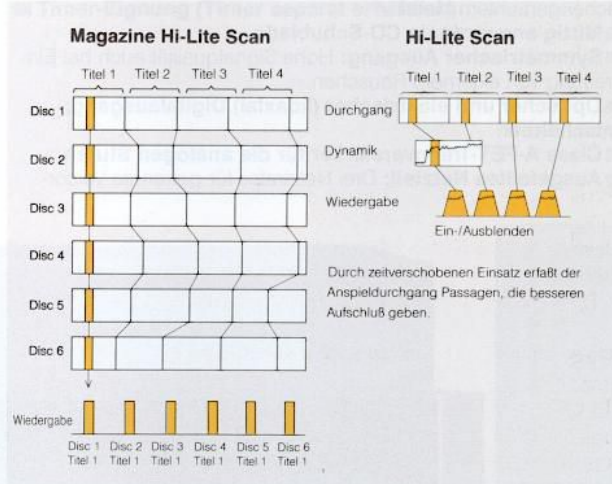 Magazine Hi-Lite Scan
Titel 1 Titel 2 Titel 3 Titel 4
Disc 1
Disc 2
Disc 3
Disc 4
Disc 5
Disc 6
Wiedergabe
Disc 1 Disc 2 Disc 3 Disc 4 Disc 5 Disc 6
Titel 1 Titel 1 Titel 1 Titel 1 Titel 1 Titel 1
Hi-Lite Scan
Titel 1 Titel 2 Titel 3 Titel 4
Durchgang
Dynamik
Wiedergabe
Ein-/Ausblenden
Durch zeitverschobenen Einsatz erfaßt der
Anspieldurchgang Passagen, die besseren
Aufschluß geben.